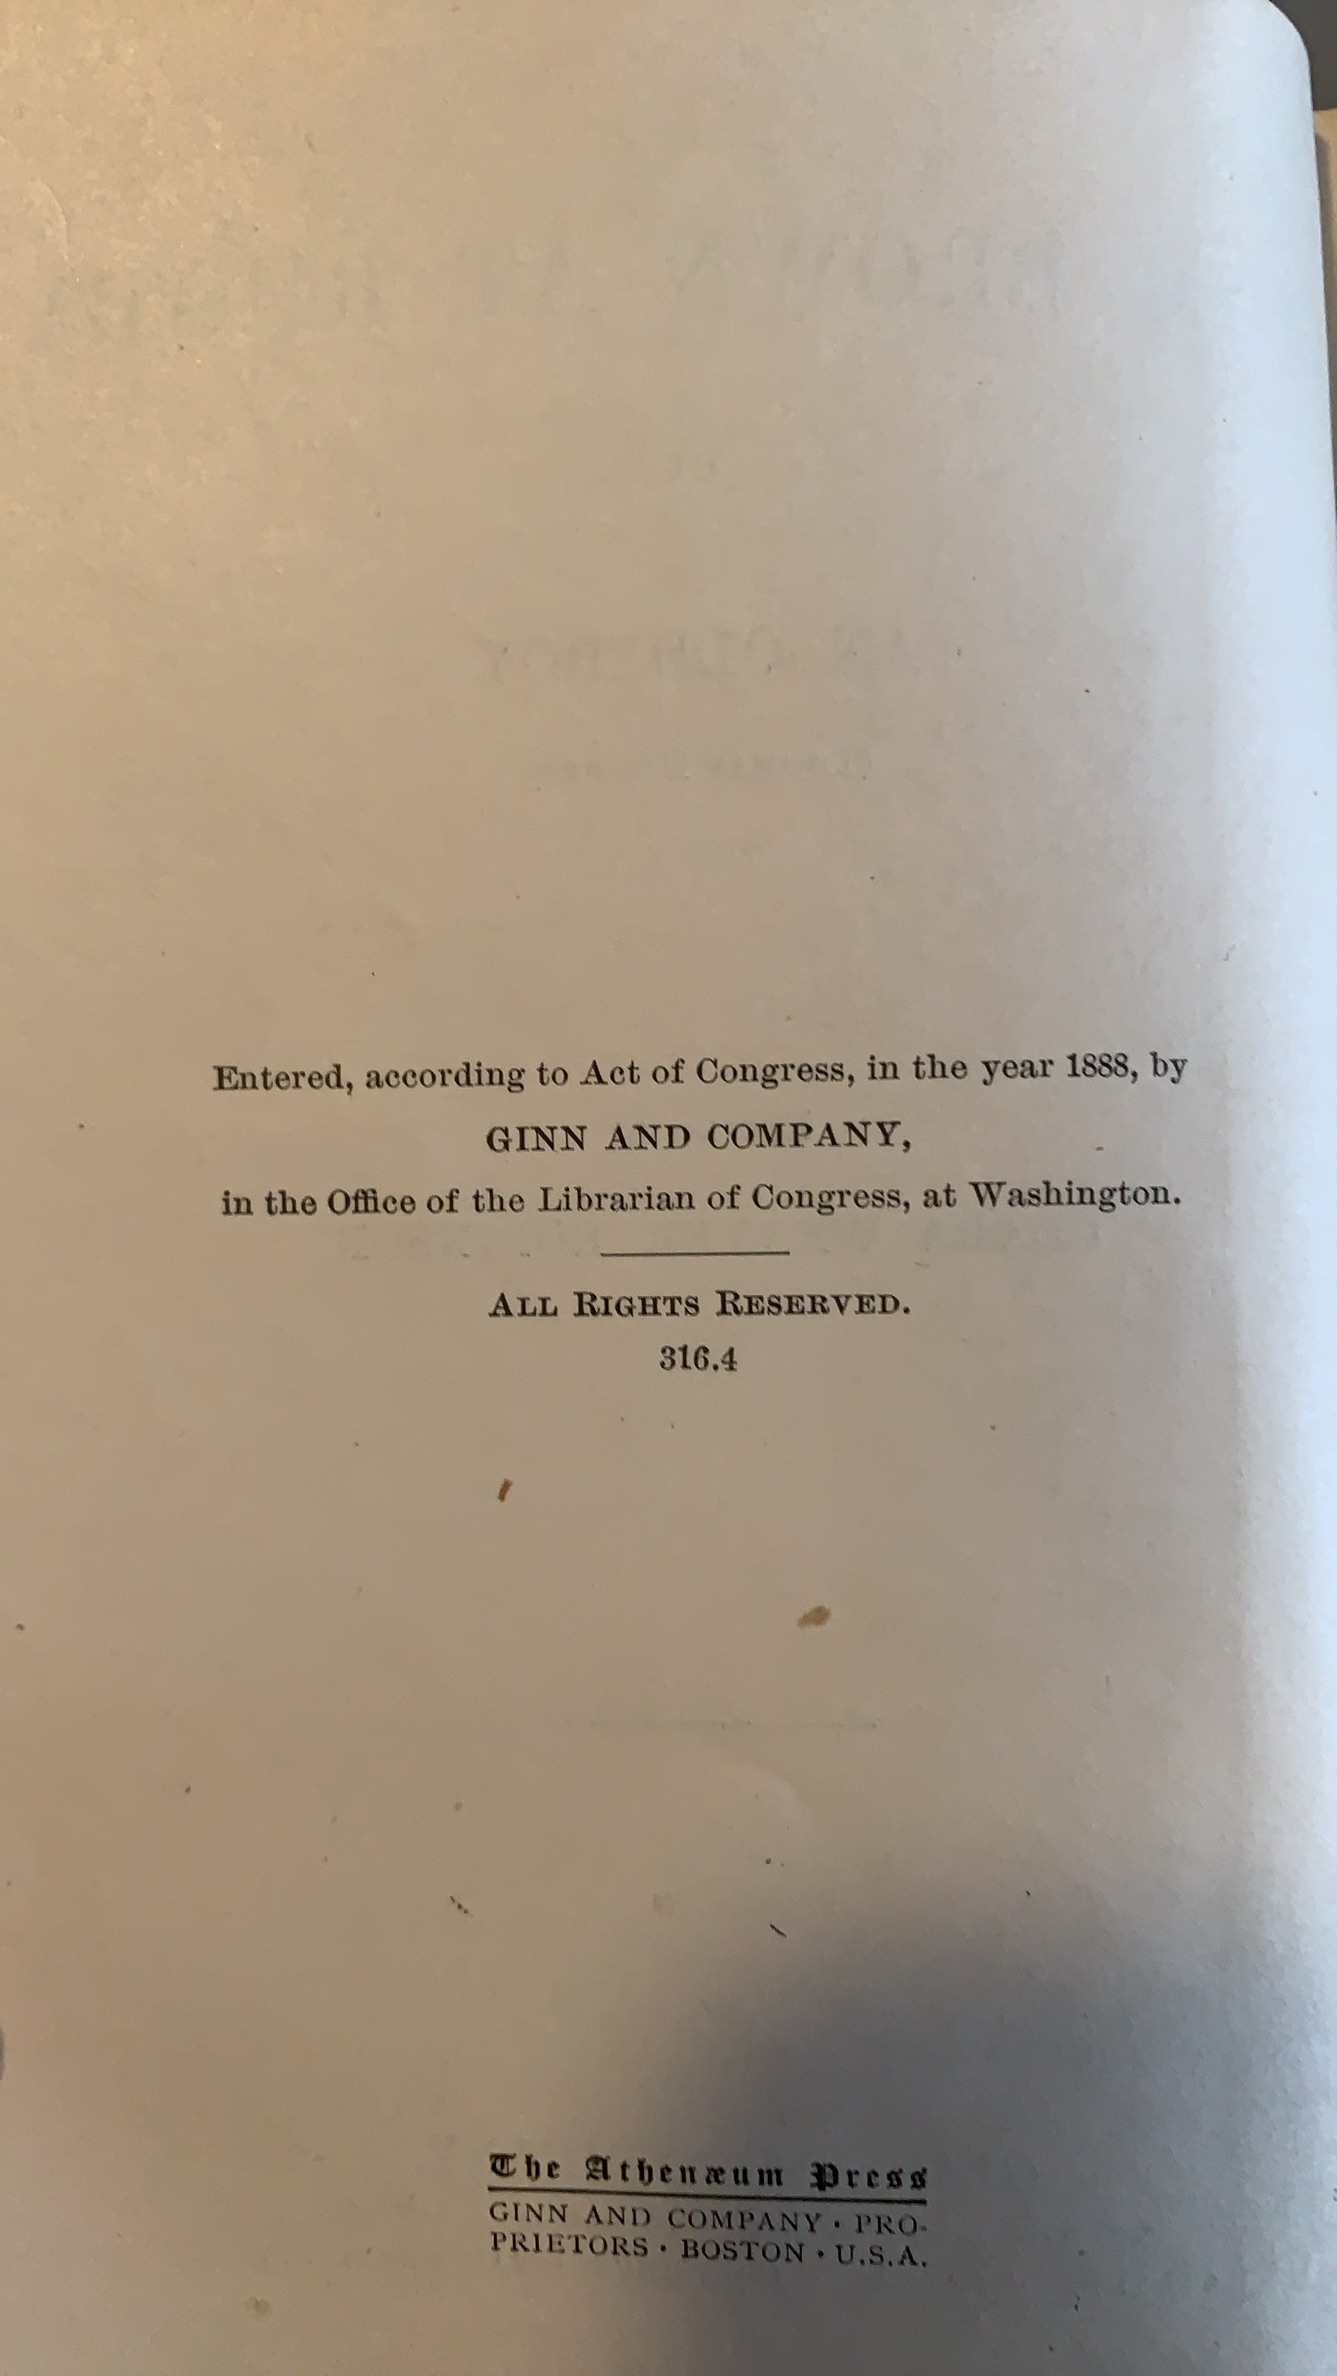 Entered, according to Act of Congress, in the year 1888, by
GINN AND COMPANY,
in the Office of the Librarian of Congress, at Washington.
ALL RIGHTS RESERVED.
316.4
The Athenæum Press
GINN AND COMPANY · PRO-
PRIETORS · BOSTON · U.S.A.